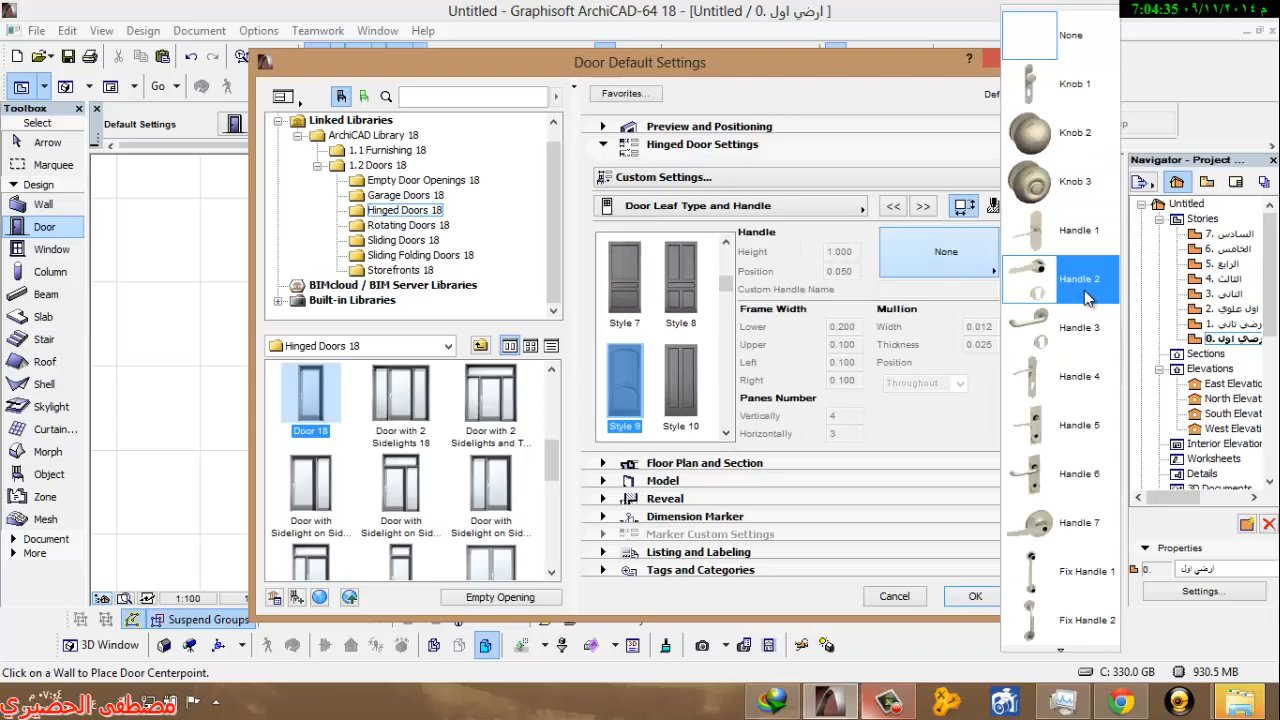 Untitled - Graphisoft ArchiCAD-64 18 - [Untitled / 0. ارضي اول ]
7:04:35 م ٠٩/١١/٢٠١٤
File Edit View Design Document Options Teamwork Window Help
Go
Toolbox
Select
Arrow
Marquee
Design
Wall
Door
Window
Column
Beam
Slab
Stair
Roof
Shell
Skylight
Curtain...
Morph
Object
Zone
Mesh
Document
More
Default Settings
Door Default Settings
?
Linked Libraries
ArchiCAD Library 18
1.1 Furnishing 18
1.2 Doors 18
Empty Door Openings 18
Garage Doors 18
Hinged Doors 18
Rotating Doors 18
Sliding Doors 18
Sliding Folding Doors 18
Storefronts 18
BIMcloud / BIM Server Libraries
Built-in Libraries
Hinged Doors 18
Door 18
Door with 2 Sidelights 18
Door with 2 Sidelights and T...
Door with Sidelight on Sid...
Door with Sidelight on Sid...
Door with Sidelight on Sid...
Empty Opening
Favorites...
Def
Preview and Positioning
Hinged Door Settings
Custom Settings...
Door Leaf Type and Handle
<< >>
Style 7
Style 8
Style 9
Style 10
Handle
Height 1.000
Position 0.050
Custom Handle Name
None
Frame Width
Lower 0.200
Upper 0.100
Left 0.100
Right 0.100
Mullion
Width 0.012
Thickness 0.025
Position
Throughout
Panes Number
Vertically 4
Horizontally 3
Floor Plan and Section
Model
Reveal
Dimension Marker
Marker Custom Settings
Listing and Labeling
Tags and Categories
Cancel
OK
None
Knob 1
Knob 2
Knob 3
Handle 1
Handle 2
Handle 3
Handle 4
Handle 5
Handle 6
Handle 7
Fix Handle 1
Fix Handle 2
Navigator - Project ...
Untitled
Stories
7. السادس
6. الخامس
5. الرابع
4. الثالث
3. الثاني
2. اول علوي
1. رضي ثاني
0. ارضي اول
Sections
Elevations
East Elevat
North Eleva
South Eleva
West Eleva
Interior Elevatio
Worksheets
Details
3D Documents
Properties
0. ارضي اول
Settings...
1:100
Suspend Groups
3D Window
Click on a Wall to Place Door Centerpoint.
C: 330.0 GB
930.5 MB
مصطفى الحضيري